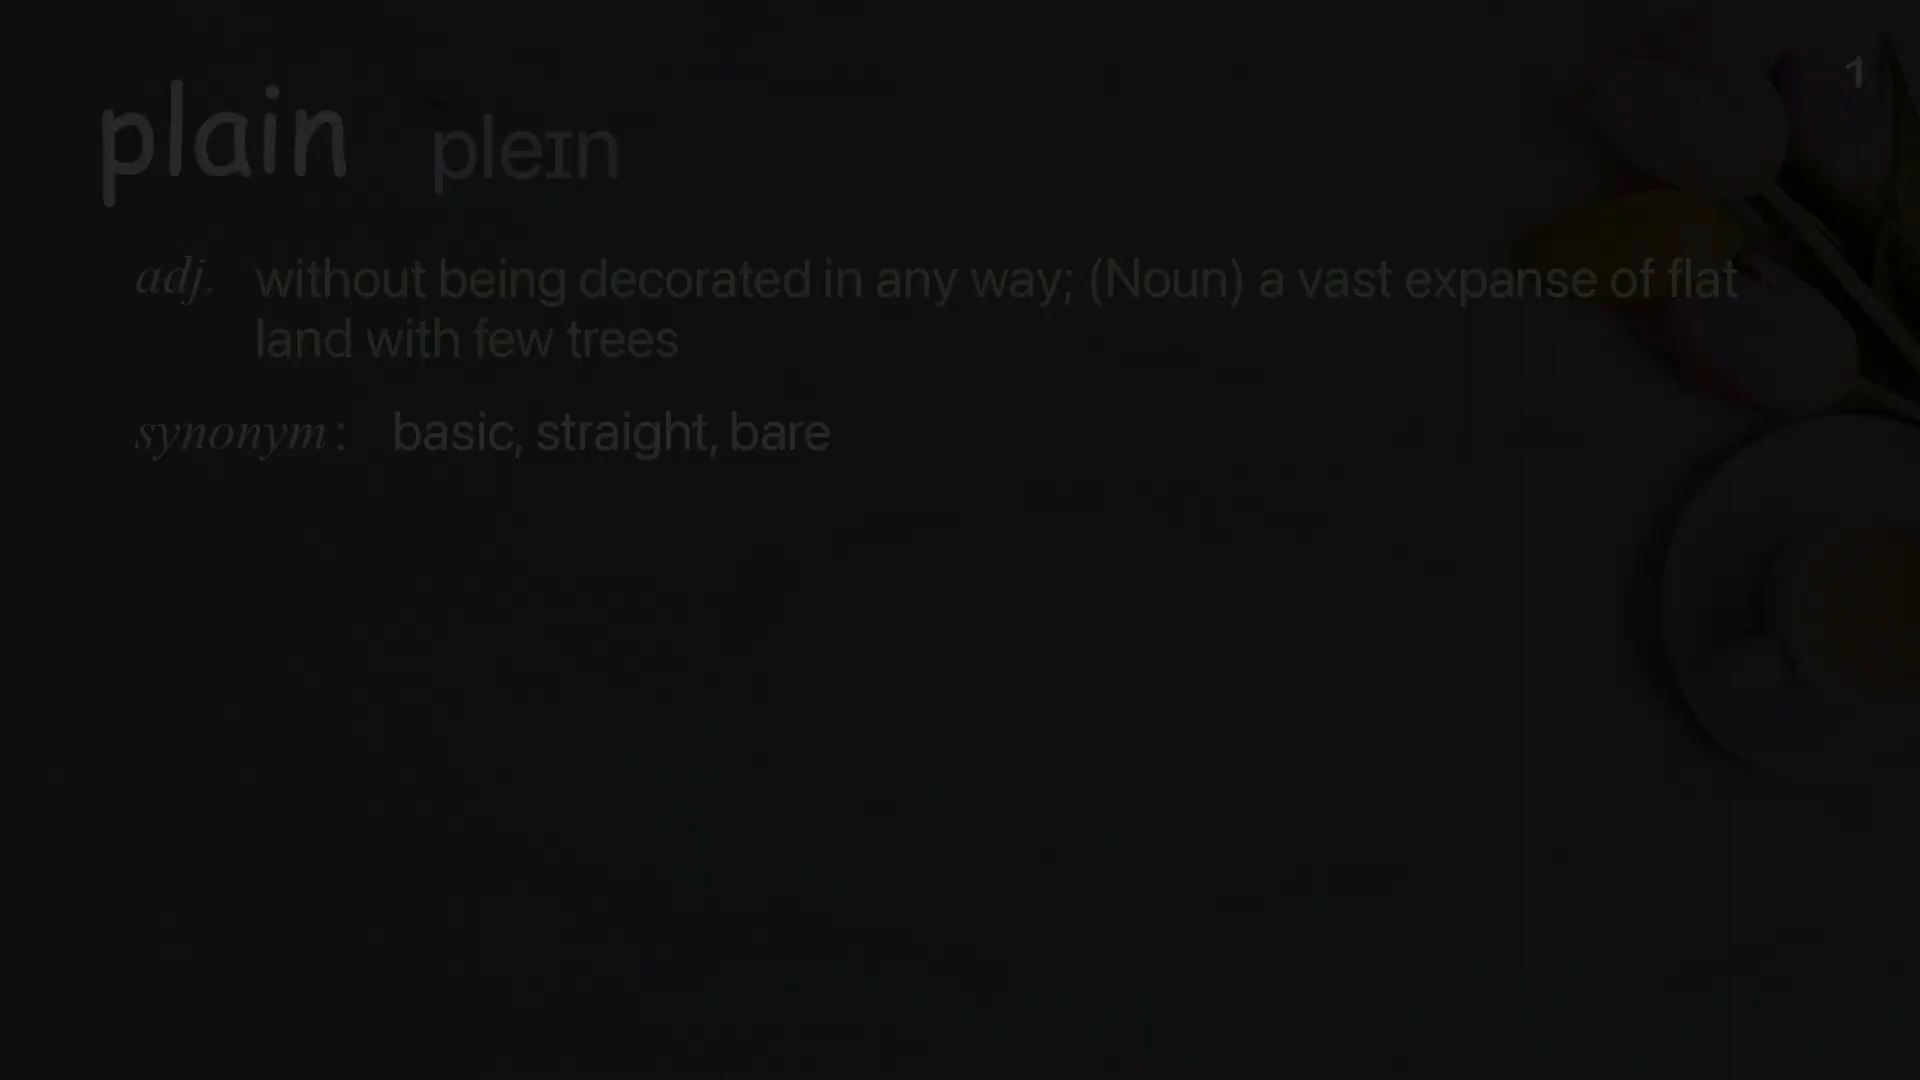 1
plain pleɪn
adj. without being decorated in any way; (Noun) a vast expanse of flat
land with few trees
synonym: basic, straight, bare